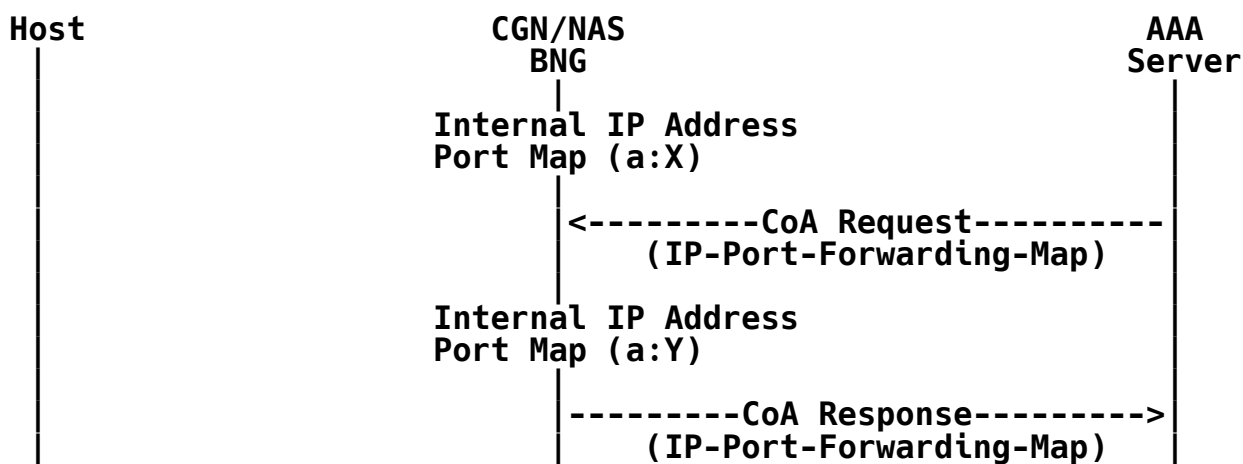 Host CGN/NAS AAA
BNG Server
Internal IP Address
Port Map (a:X)
<---------CoA Request----------
(IP-Port-Forwarding-Map)
Internal IP Address
Port Map (a:Y)
---------CoA Response--------->
(IP-Port-Forwarding-Map)